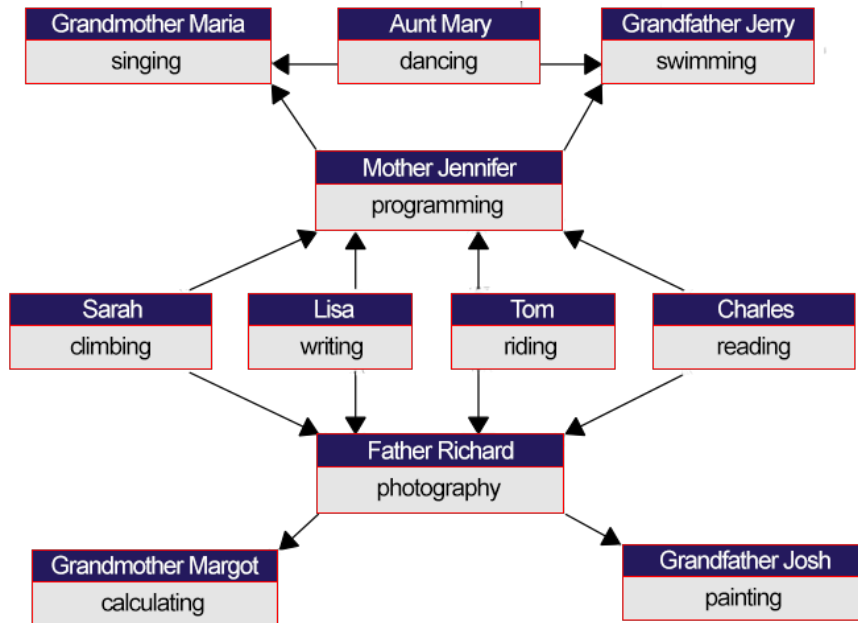 Grandmother Maria
singing
Aunt Mary
dancing
Grandfather Jerry
swimming
Mother Jennifer
programming
Sarah
climbing
Lisa
writing
Tom
riding
Charles
reading
Father Richard
photography
Grandmother Margot
calculating
Grandfather Josh
painting